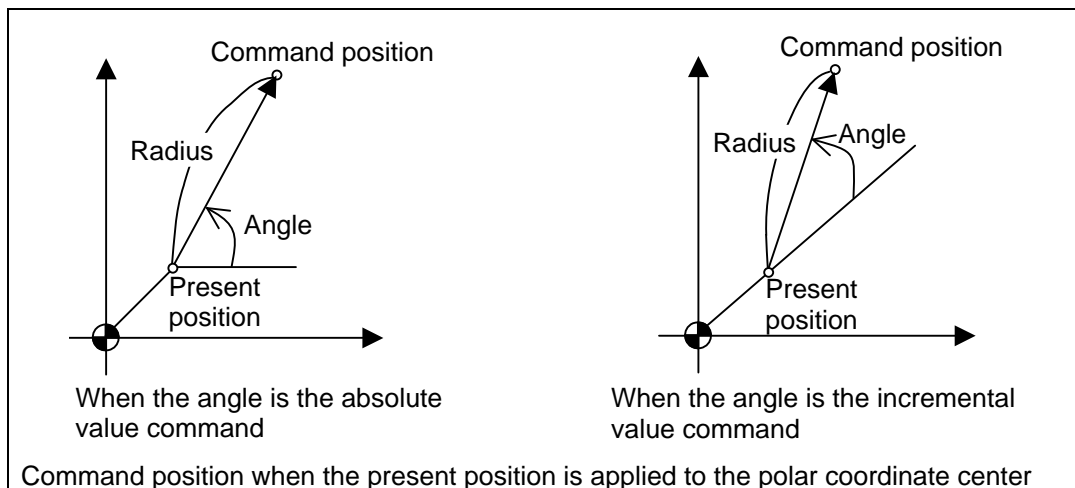 Command position
Radius
Angle
Present
position
When the angle is the absolute
value command
Command position
Radius
Angle
Present
position
When the angle is the incremental
value command
Command position when the present position is applied to the polar coordinate center